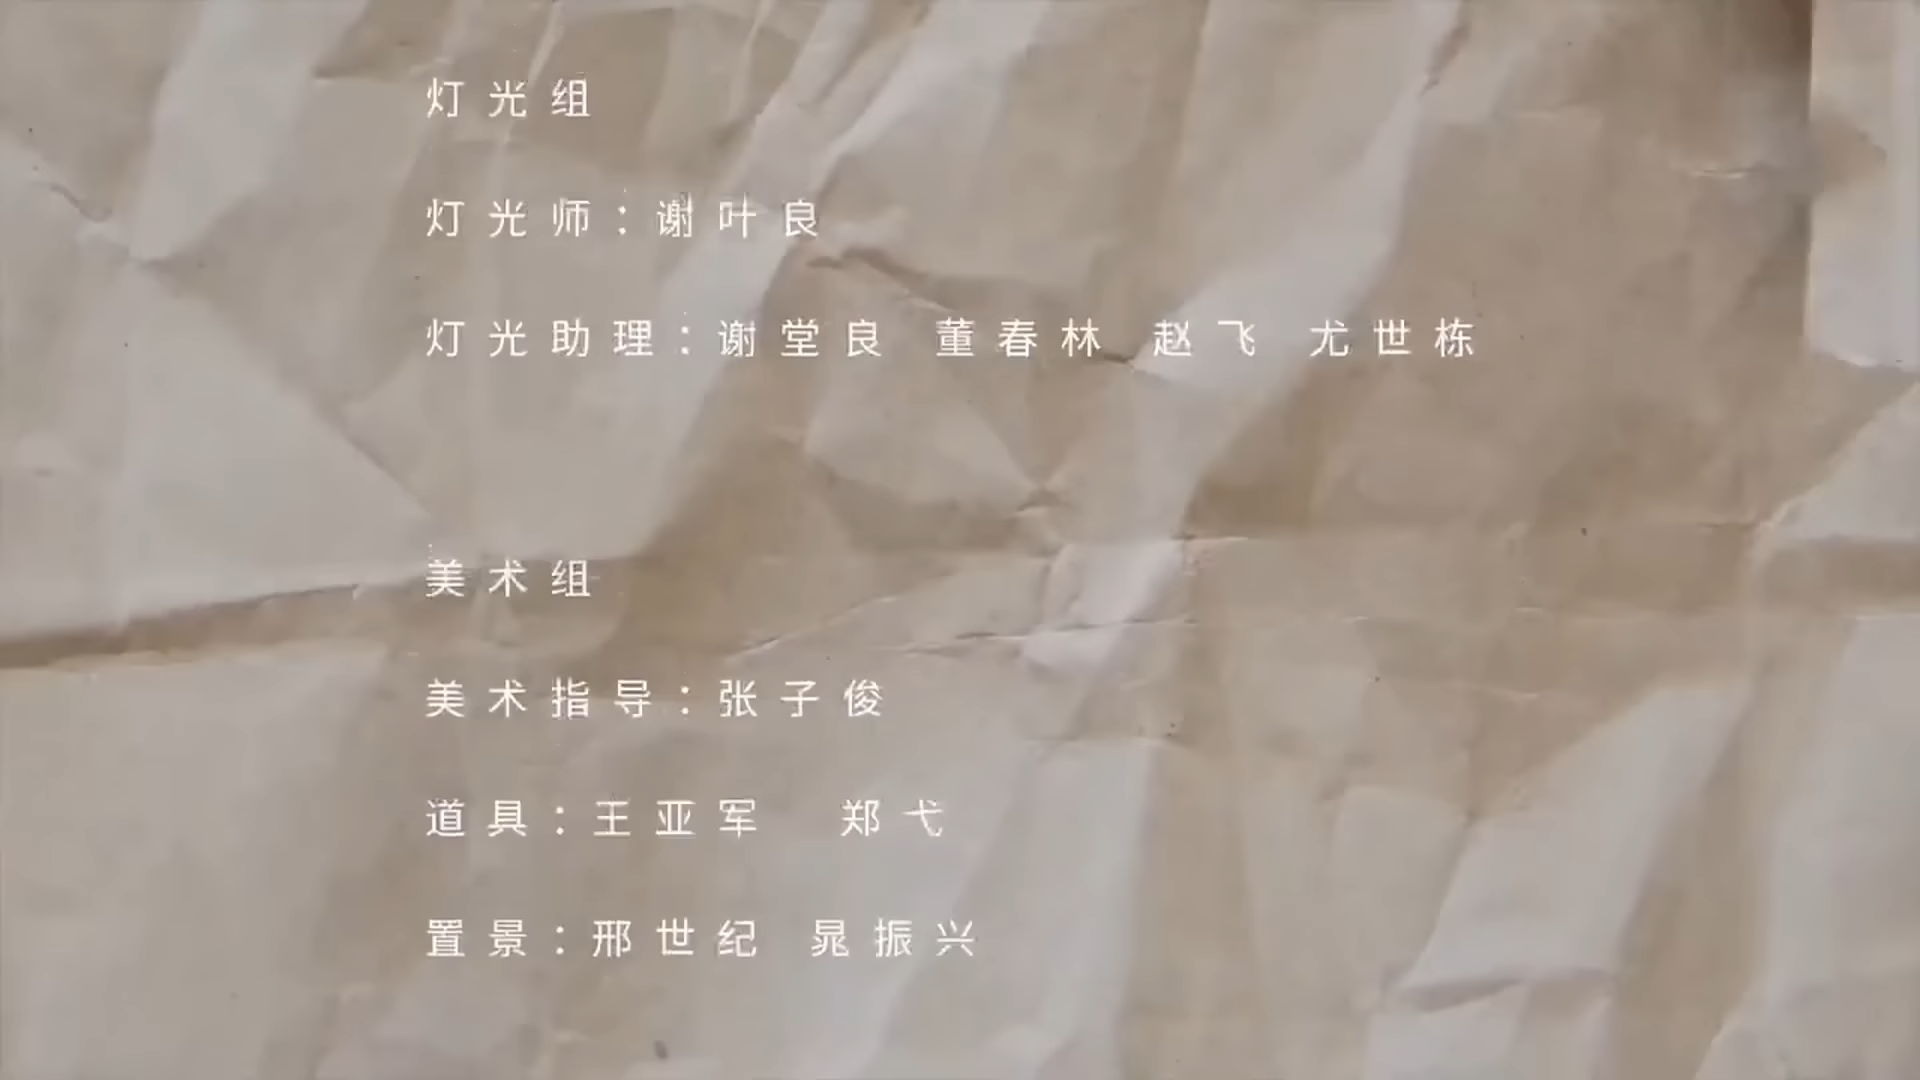 灯光组
灯光师：谢叶良
灯光助理：谢堂良 董春林 赵飞 尤世栋
美术组
美术指导：张子俊
道具：王亚军 郑弋
置景：邢世纪 晁振兴